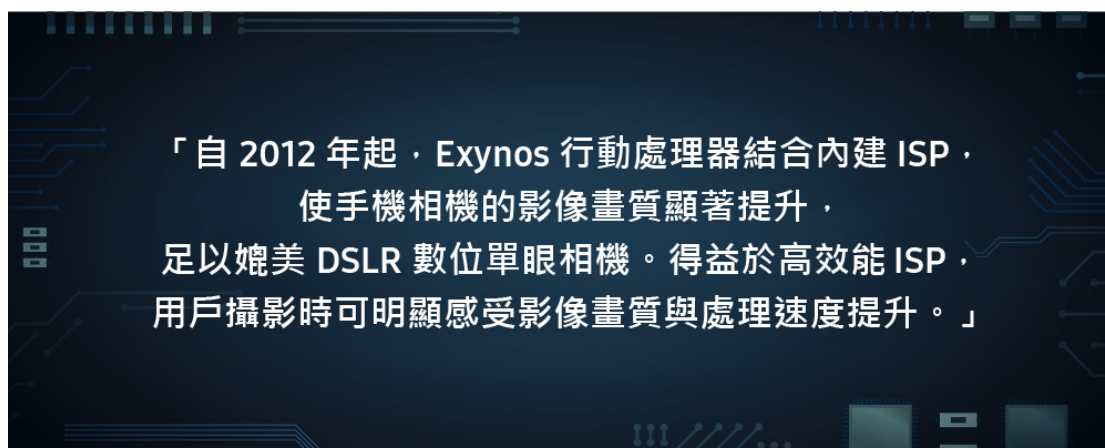 「自 2012 年起，Exynos 行動處理器結合內建 ISP，
使手機相機的影像畫質顯著提升，
足以媲美 DSLR 數位單眼相機。得益於高效能 ISP，
用戶攝影時可明顯感受影像畫質與處理速度提升。」